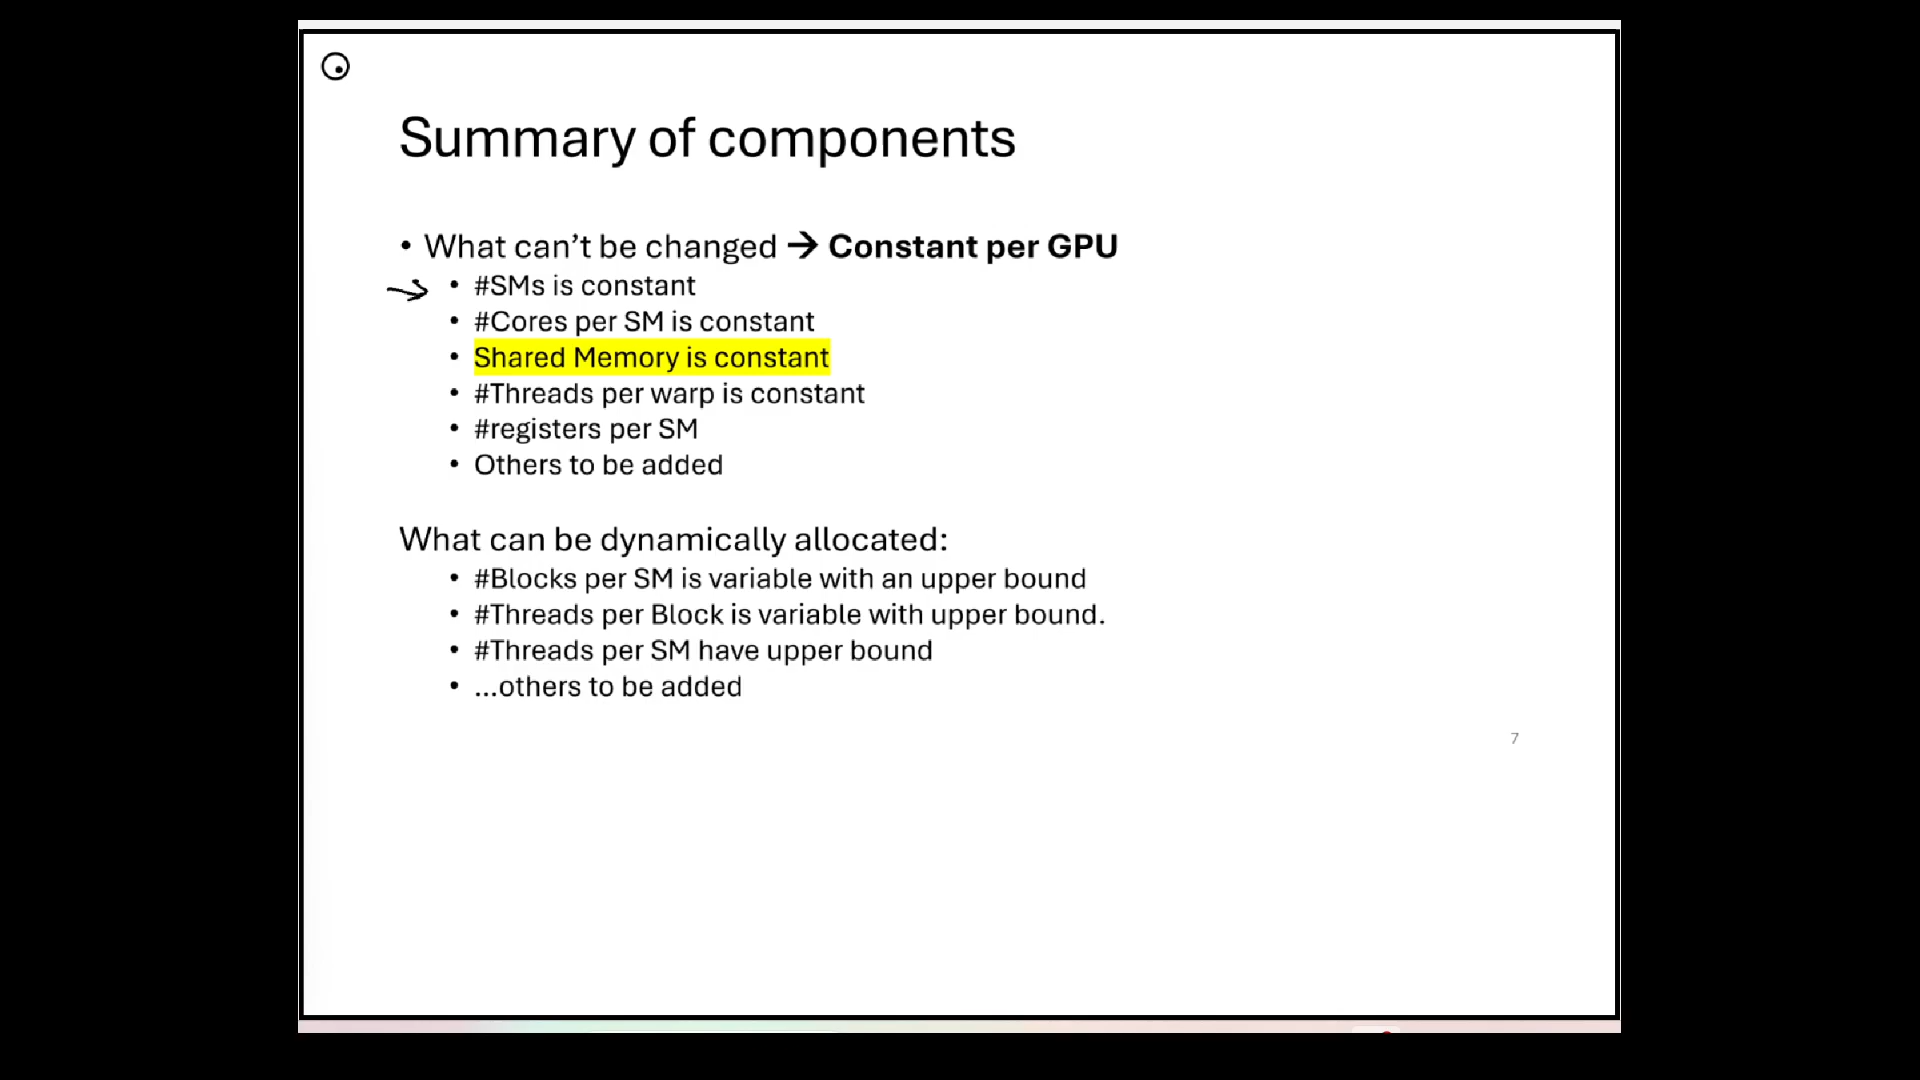 Summary of components
• What can't be changed → Constant per GPU
• #SMs is constant
• #Cores per SM is constant
• Shared Memory is constant
• #Threads per warp is constant
• #registers per SM
• Others to be added
What can be dynamically allocated:
• #Blocks per SM is variable with an upper bound
• #Threads per Block is variable with upper bound.
• #Threads per SM have upper bound
• …others to be added
7